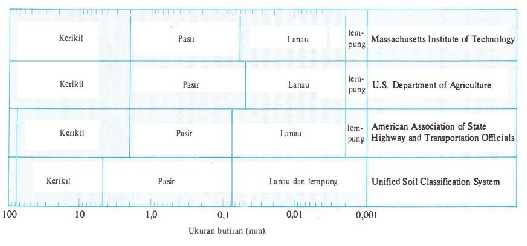 Kerikil Pasir Lanau lem-
pung Massachusetts Institute of Technology
Kerikil Pasir Lanau lem-
pung U.S. Department of Agriculture
Kerikil Pasir Lanau lem-
pung American Association of State
Highway and Transportation Officials
Kerikil Pasir Lanau dan lempung Unified Soil Classification System
100 10 1,0 0,1 0,01 0,001
Ukuran butiran (mm)